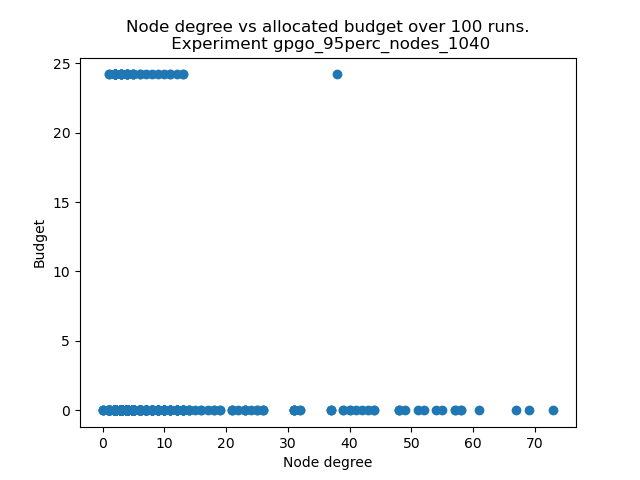 Node degree vs allocated budget over 100 runs.
Experiment gpgo_95perc_nodes_1040
25
20
15
10
5
0
Budget
0 10 20 30 40 50 60 70
Node degree